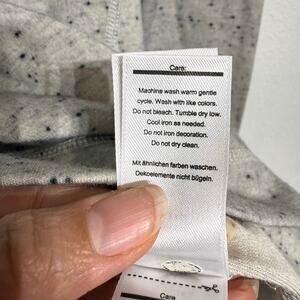 Care:
Machine wash warm gentle
cycle. Wash with like colors.
Do not bleach. Tumble dry low.
Cool iron as needed.
Do not iron decoration.
Do not dry clean.
Mit ähnlichen farben waschen.
Dekoelemente nicht bügeln.
Care